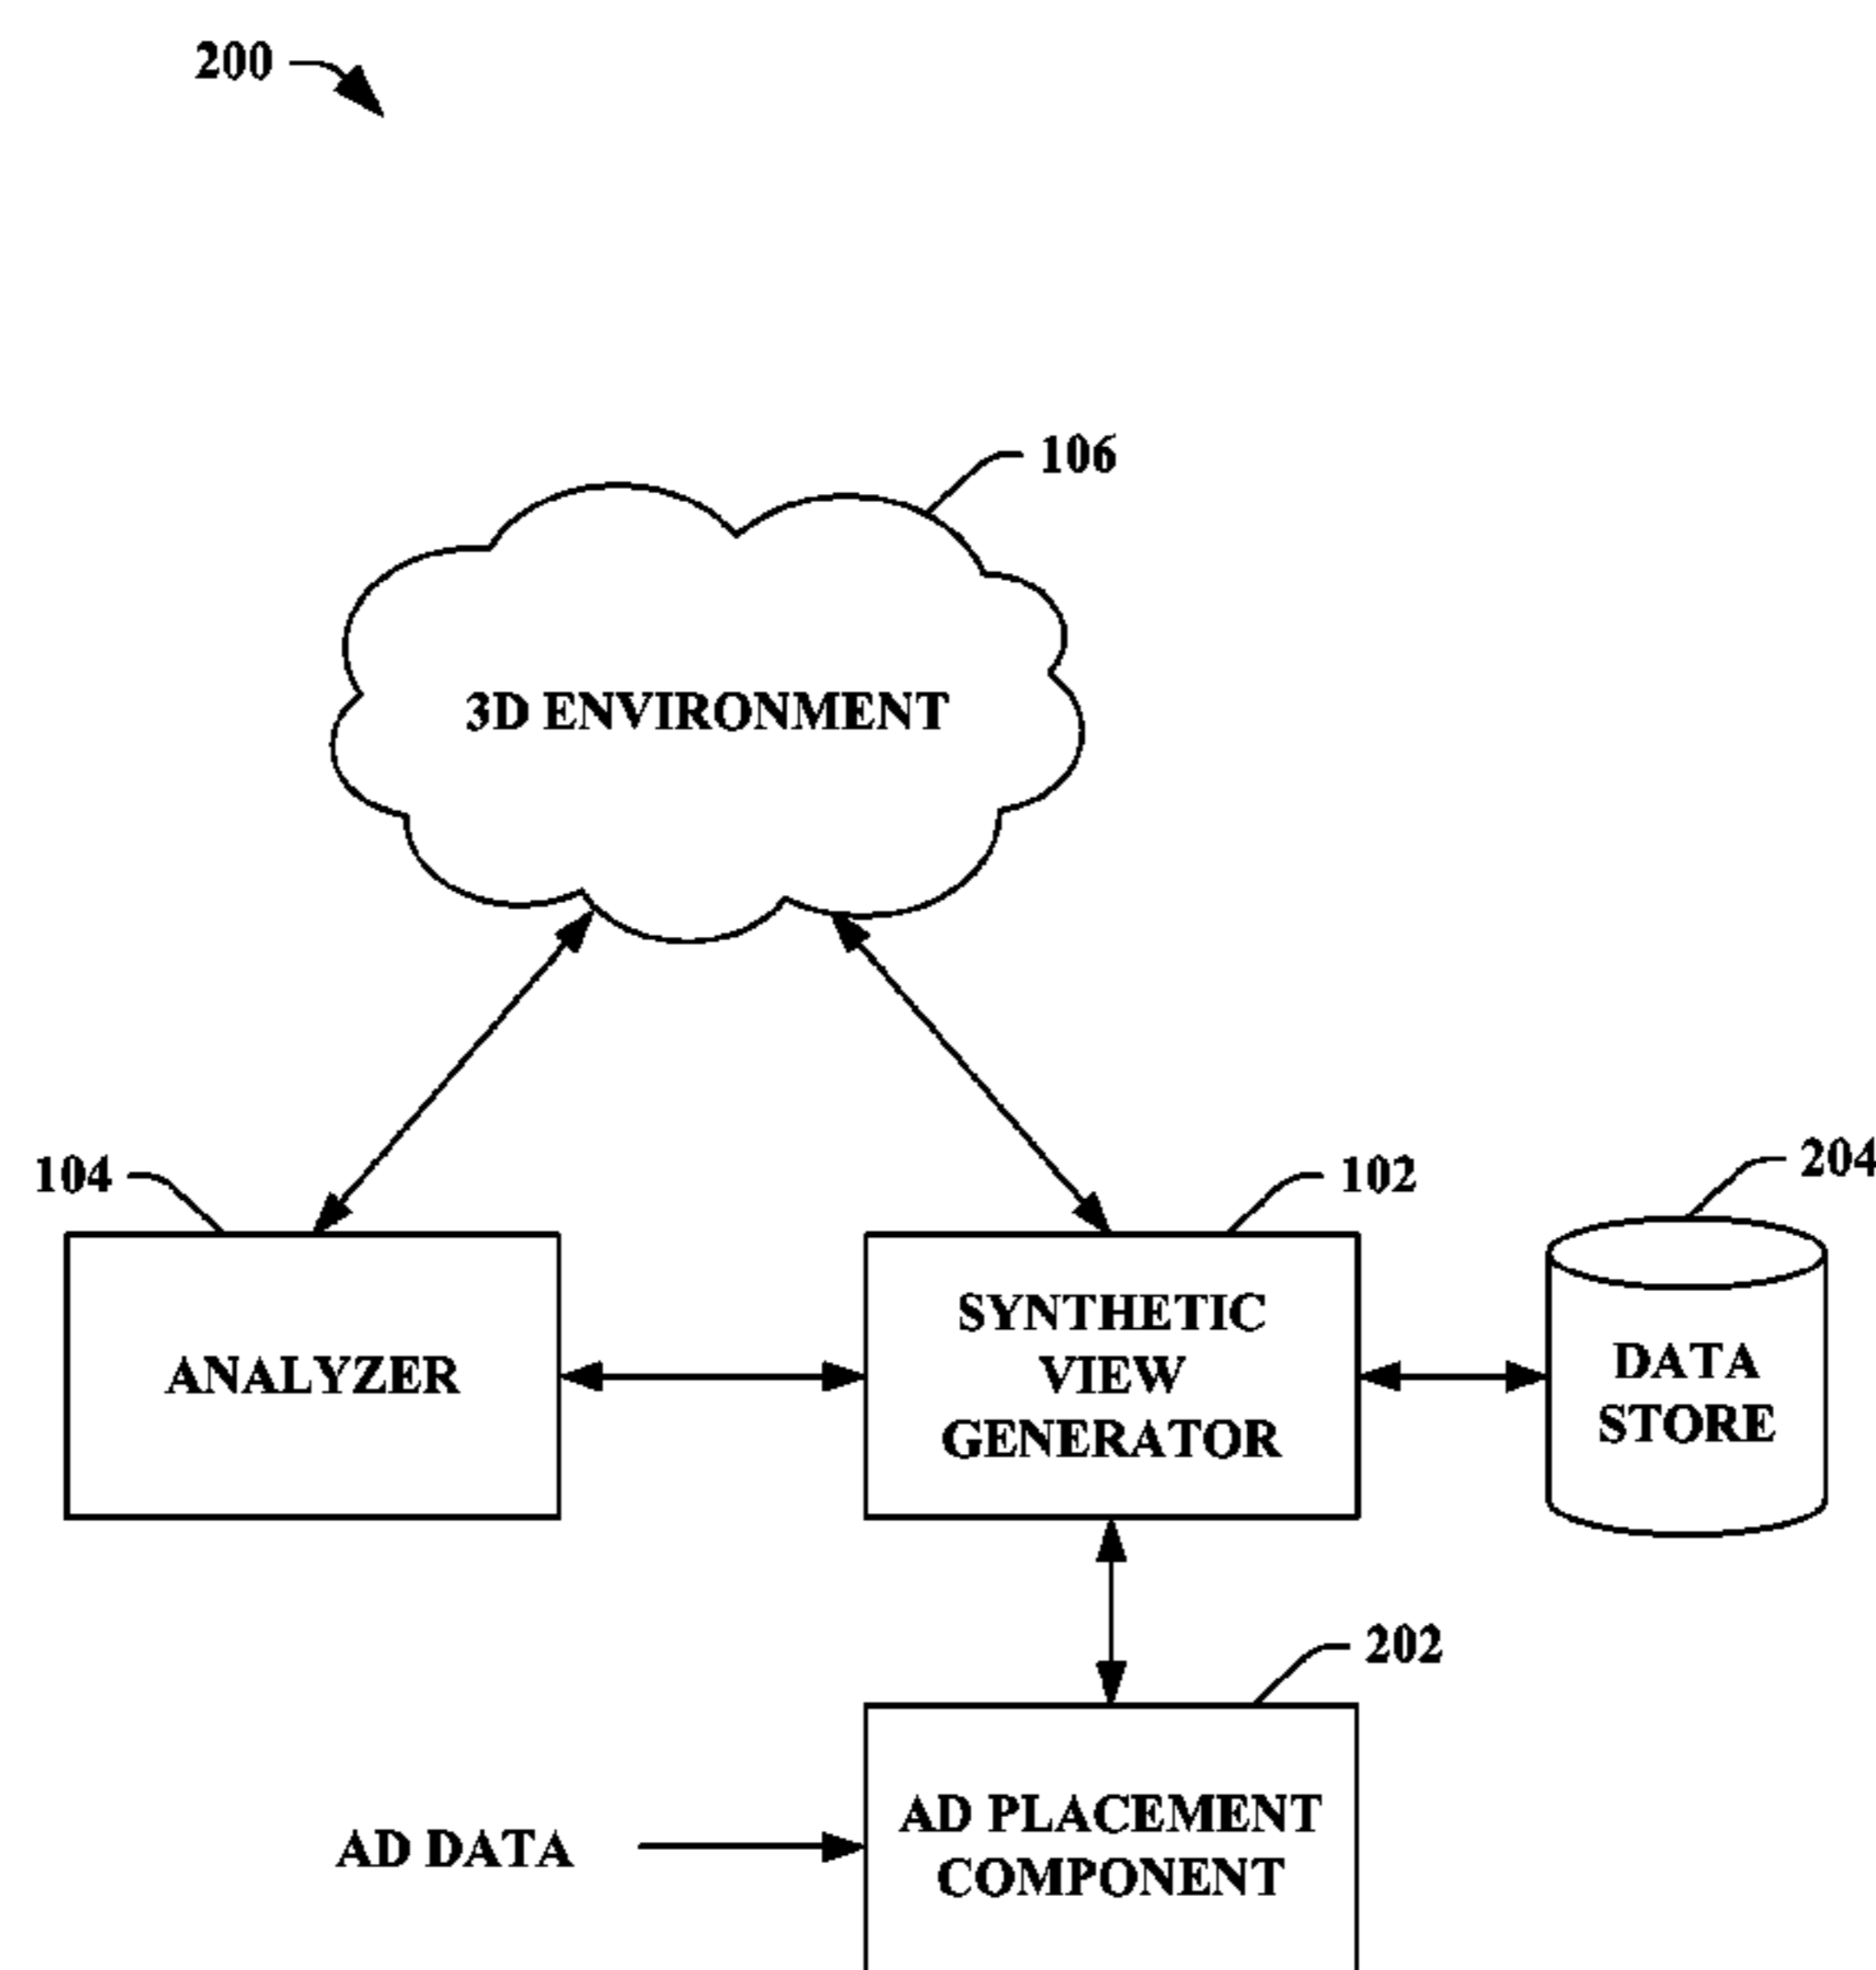 200
106
3D ENVIRONMENT
104
102
204
ANALYZER
SYNTHETIC
VIEW
GENERATOR
DATA
STORE
202
AD DATA
AD PLACEMENT
COMPONENT